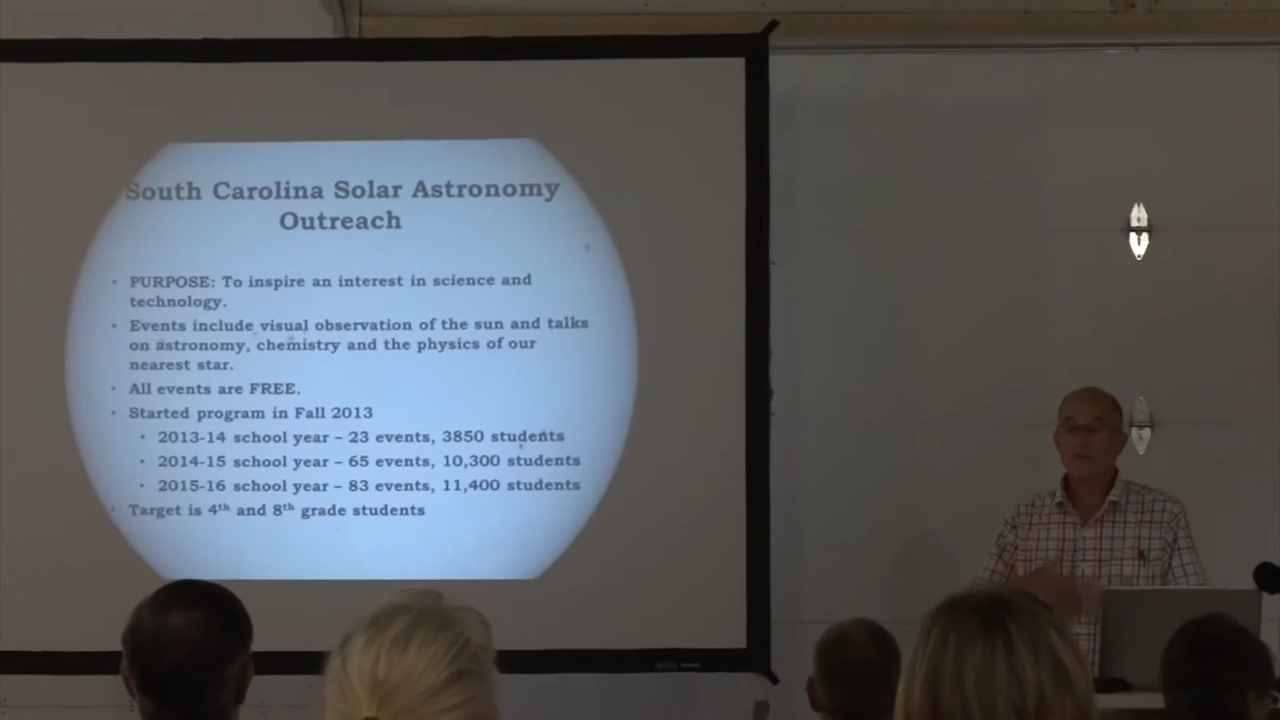 South Carolina Solar Astronomy
Outreach
• PURPOSE: To inspire an interest in science and
technology.
• Events include visual observation of the sun and talks
on astronomy, chemistry and the physics of our
nearest star.
• All events are FREE.
• Started program in Fall 2013
• 2013-14 school year – 23 events, 3850 students
• 2014-15 school year – 65 events, 10,300 students
• 2015-16 school year – 83 events, 11,400 students
• Target is 4th and 8th grade students